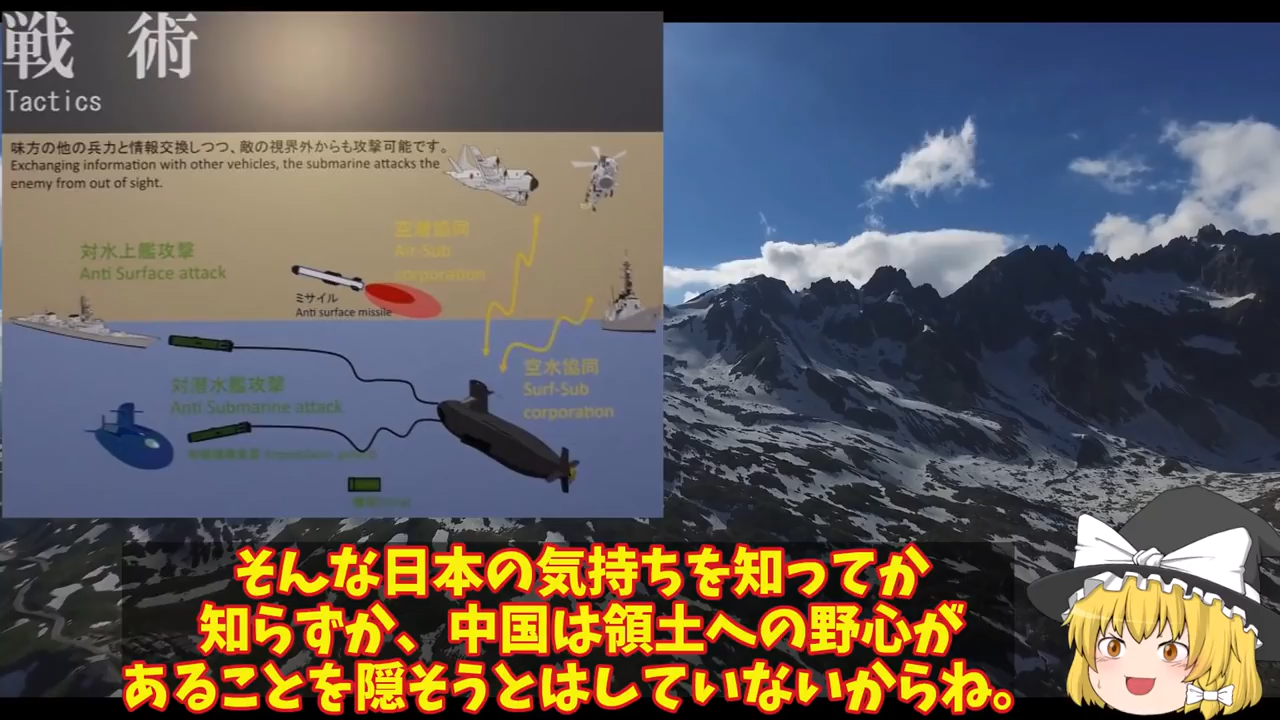 戦術
Tactics
味方の他の兵力と情報交換しつつ、敵の視界外からも攻撃可能です。
Exchanging information with other vehicles, the submarine attacks the
enemy from out of sight.
空潜協同
Air-Sub
corporation
対水上艦攻撃
Anti Surface attack
ミサイル
Anti surface missile
空水協同
Surf-Sub
corporation
対潜水艦攻撃
Anti Submarine attack
そんな日本の気持ちを知ってか
知らずか、中国は領土への野心が
あることを隠そうとはしていないからね。